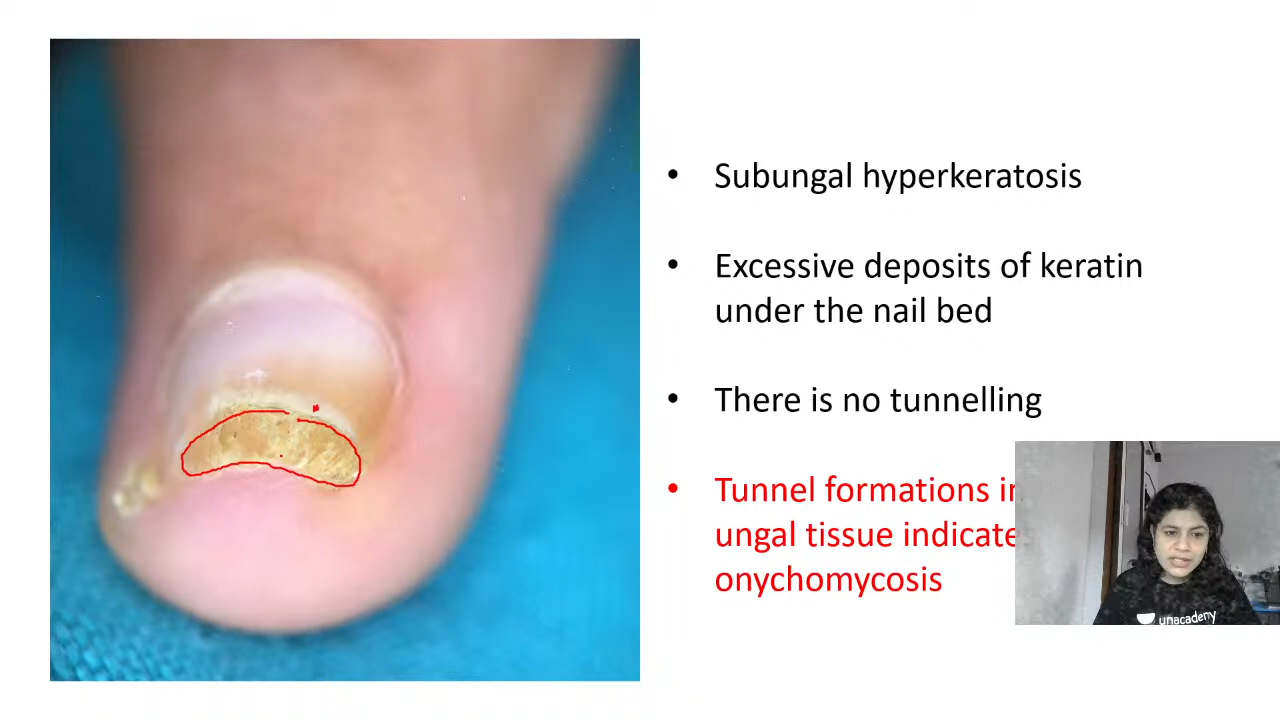 • Subungal hyperkeratosis
• Excessive deposits of keratin
under the nail bed
• There is no tunnelling
• Tunnel formations in
ungal tissue indicate
onychomycosis
unacademy